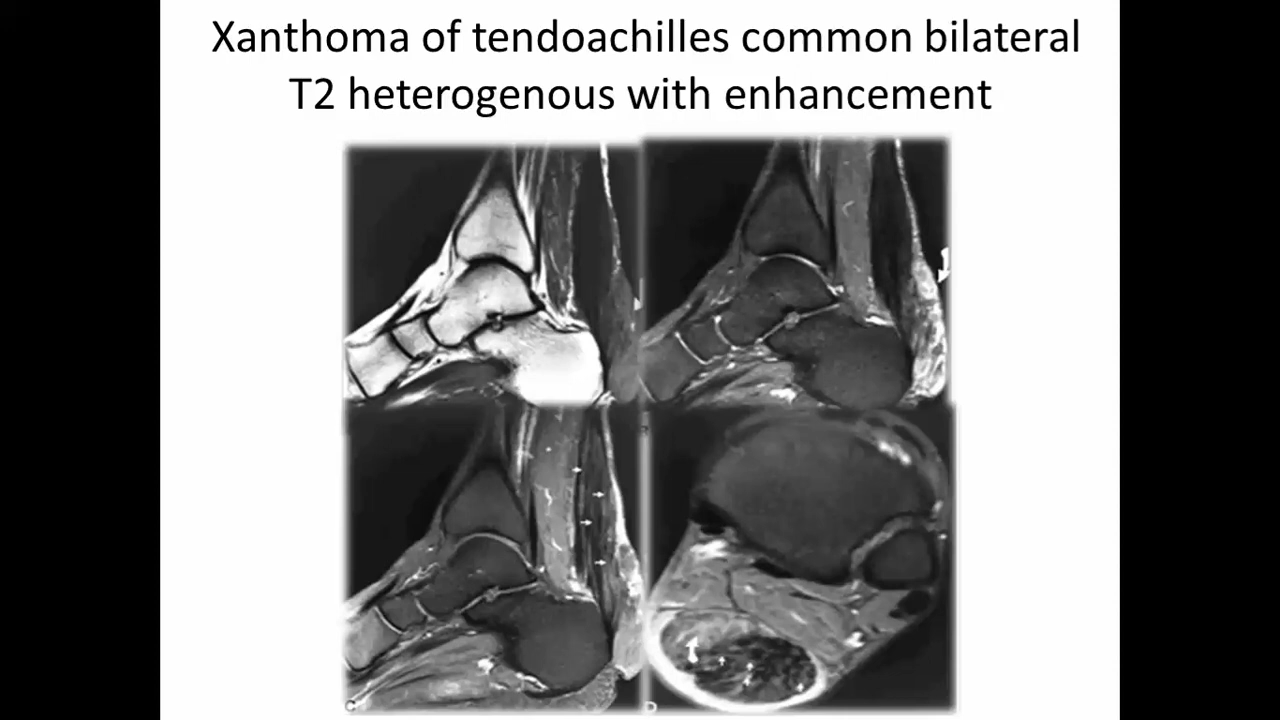 Xanthoma of tendoachilles common bilateral
T2 heterogenous with enhancement
C
D